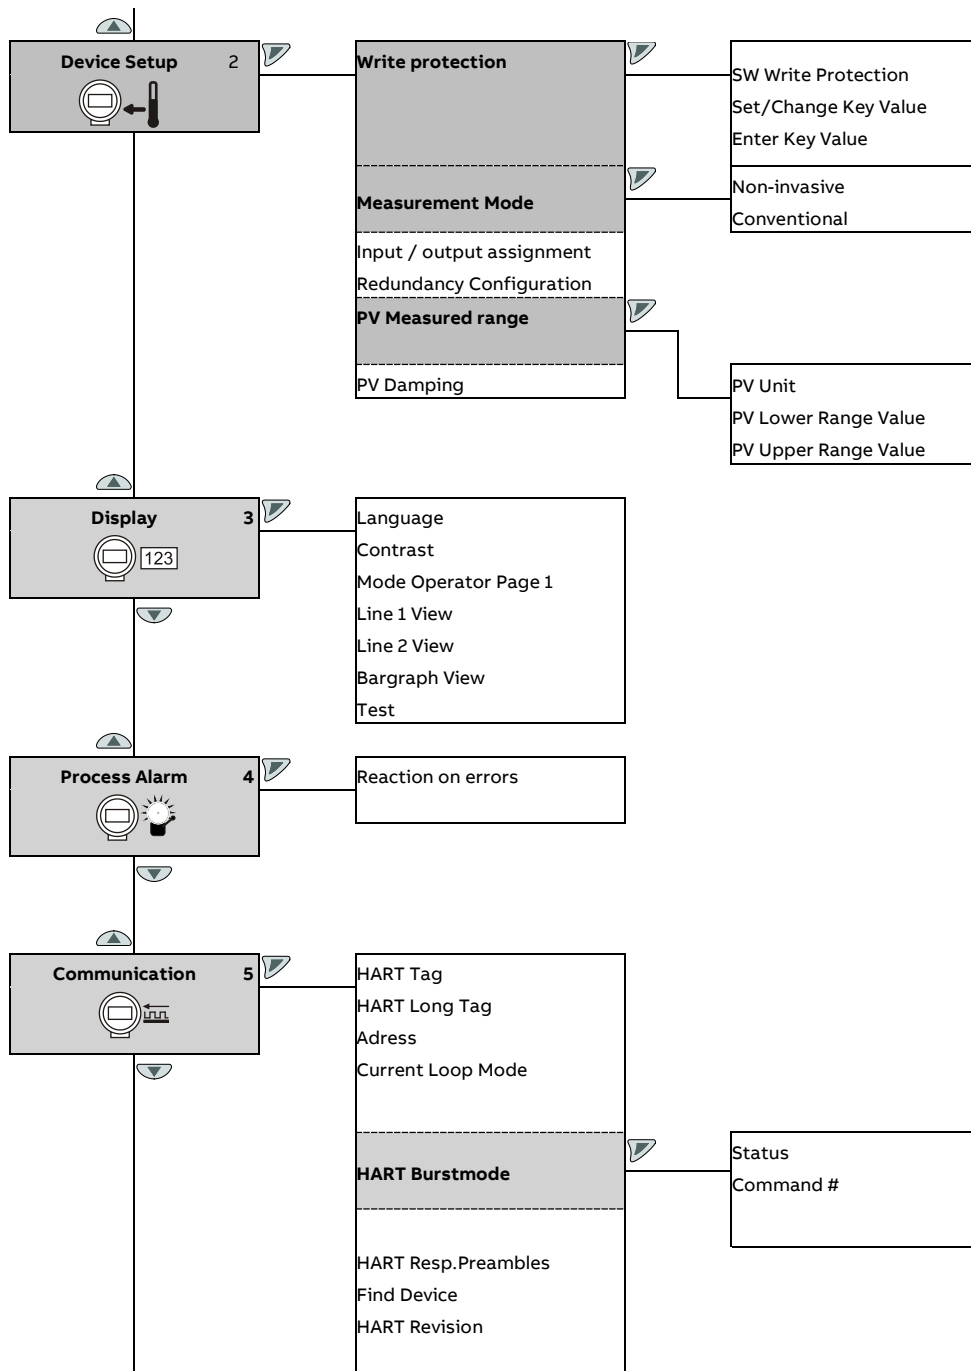 Device Setup 2
Write protection
SW Write Protection
Set/Change Key Value
Enter Key Value
Measurement Mode
Non-invasive
Conventional
Input / output assignment
Redundancy Configuration
PV Measured range
PV Damping
PV Unit
PV Lower Range Value
PV Upper Range Value
Display 3
123
Language
Contrast
Mode Operator Page 1
Line 1 View
Line 2 View
Bargraph View
Test
Process Alarm 4
Reaction on errors
Communication 5
HART Tag
HART Long Tag
Adress
Current Loop Mode
HART Burstmode
Status
Command #
HART Resp.Preambles
Find Device
HART Revision